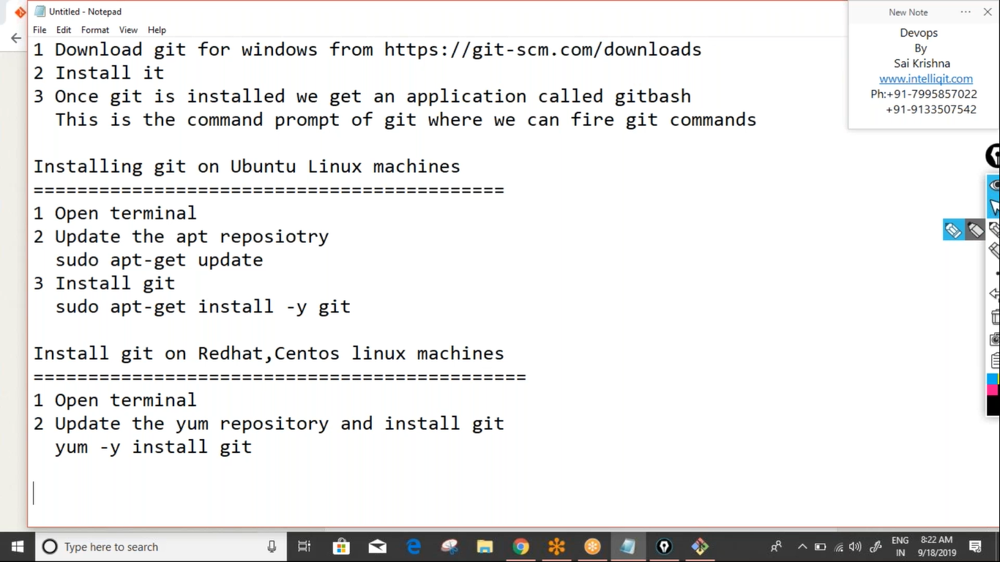 Untitled - Notepad
File Edit Format View Help
1 Download git for windows from https://git-scm.com/downloads
2 Install it
3 Once git is installed we get an application called gitbash
This is the command prompt of git where we can fire git commands
Installing git on Ubuntu Linux machines
===========================================
1 Open terminal
2 Update the apt reposiotry
sudo apt-get update
3 Install git
sudo apt-get install -y git
Install git on Redhat,Centos linux machines
=============================================
1 Open terminal
2 Update the yum repository and install git
yum -y install git
New Note
Devops
By
Sai Krishna
www.intelliqit.com
Ph:+91-7995857022
+91-9133507542
Type here to search
ENG
IN
8:22 AM
9/18/2019